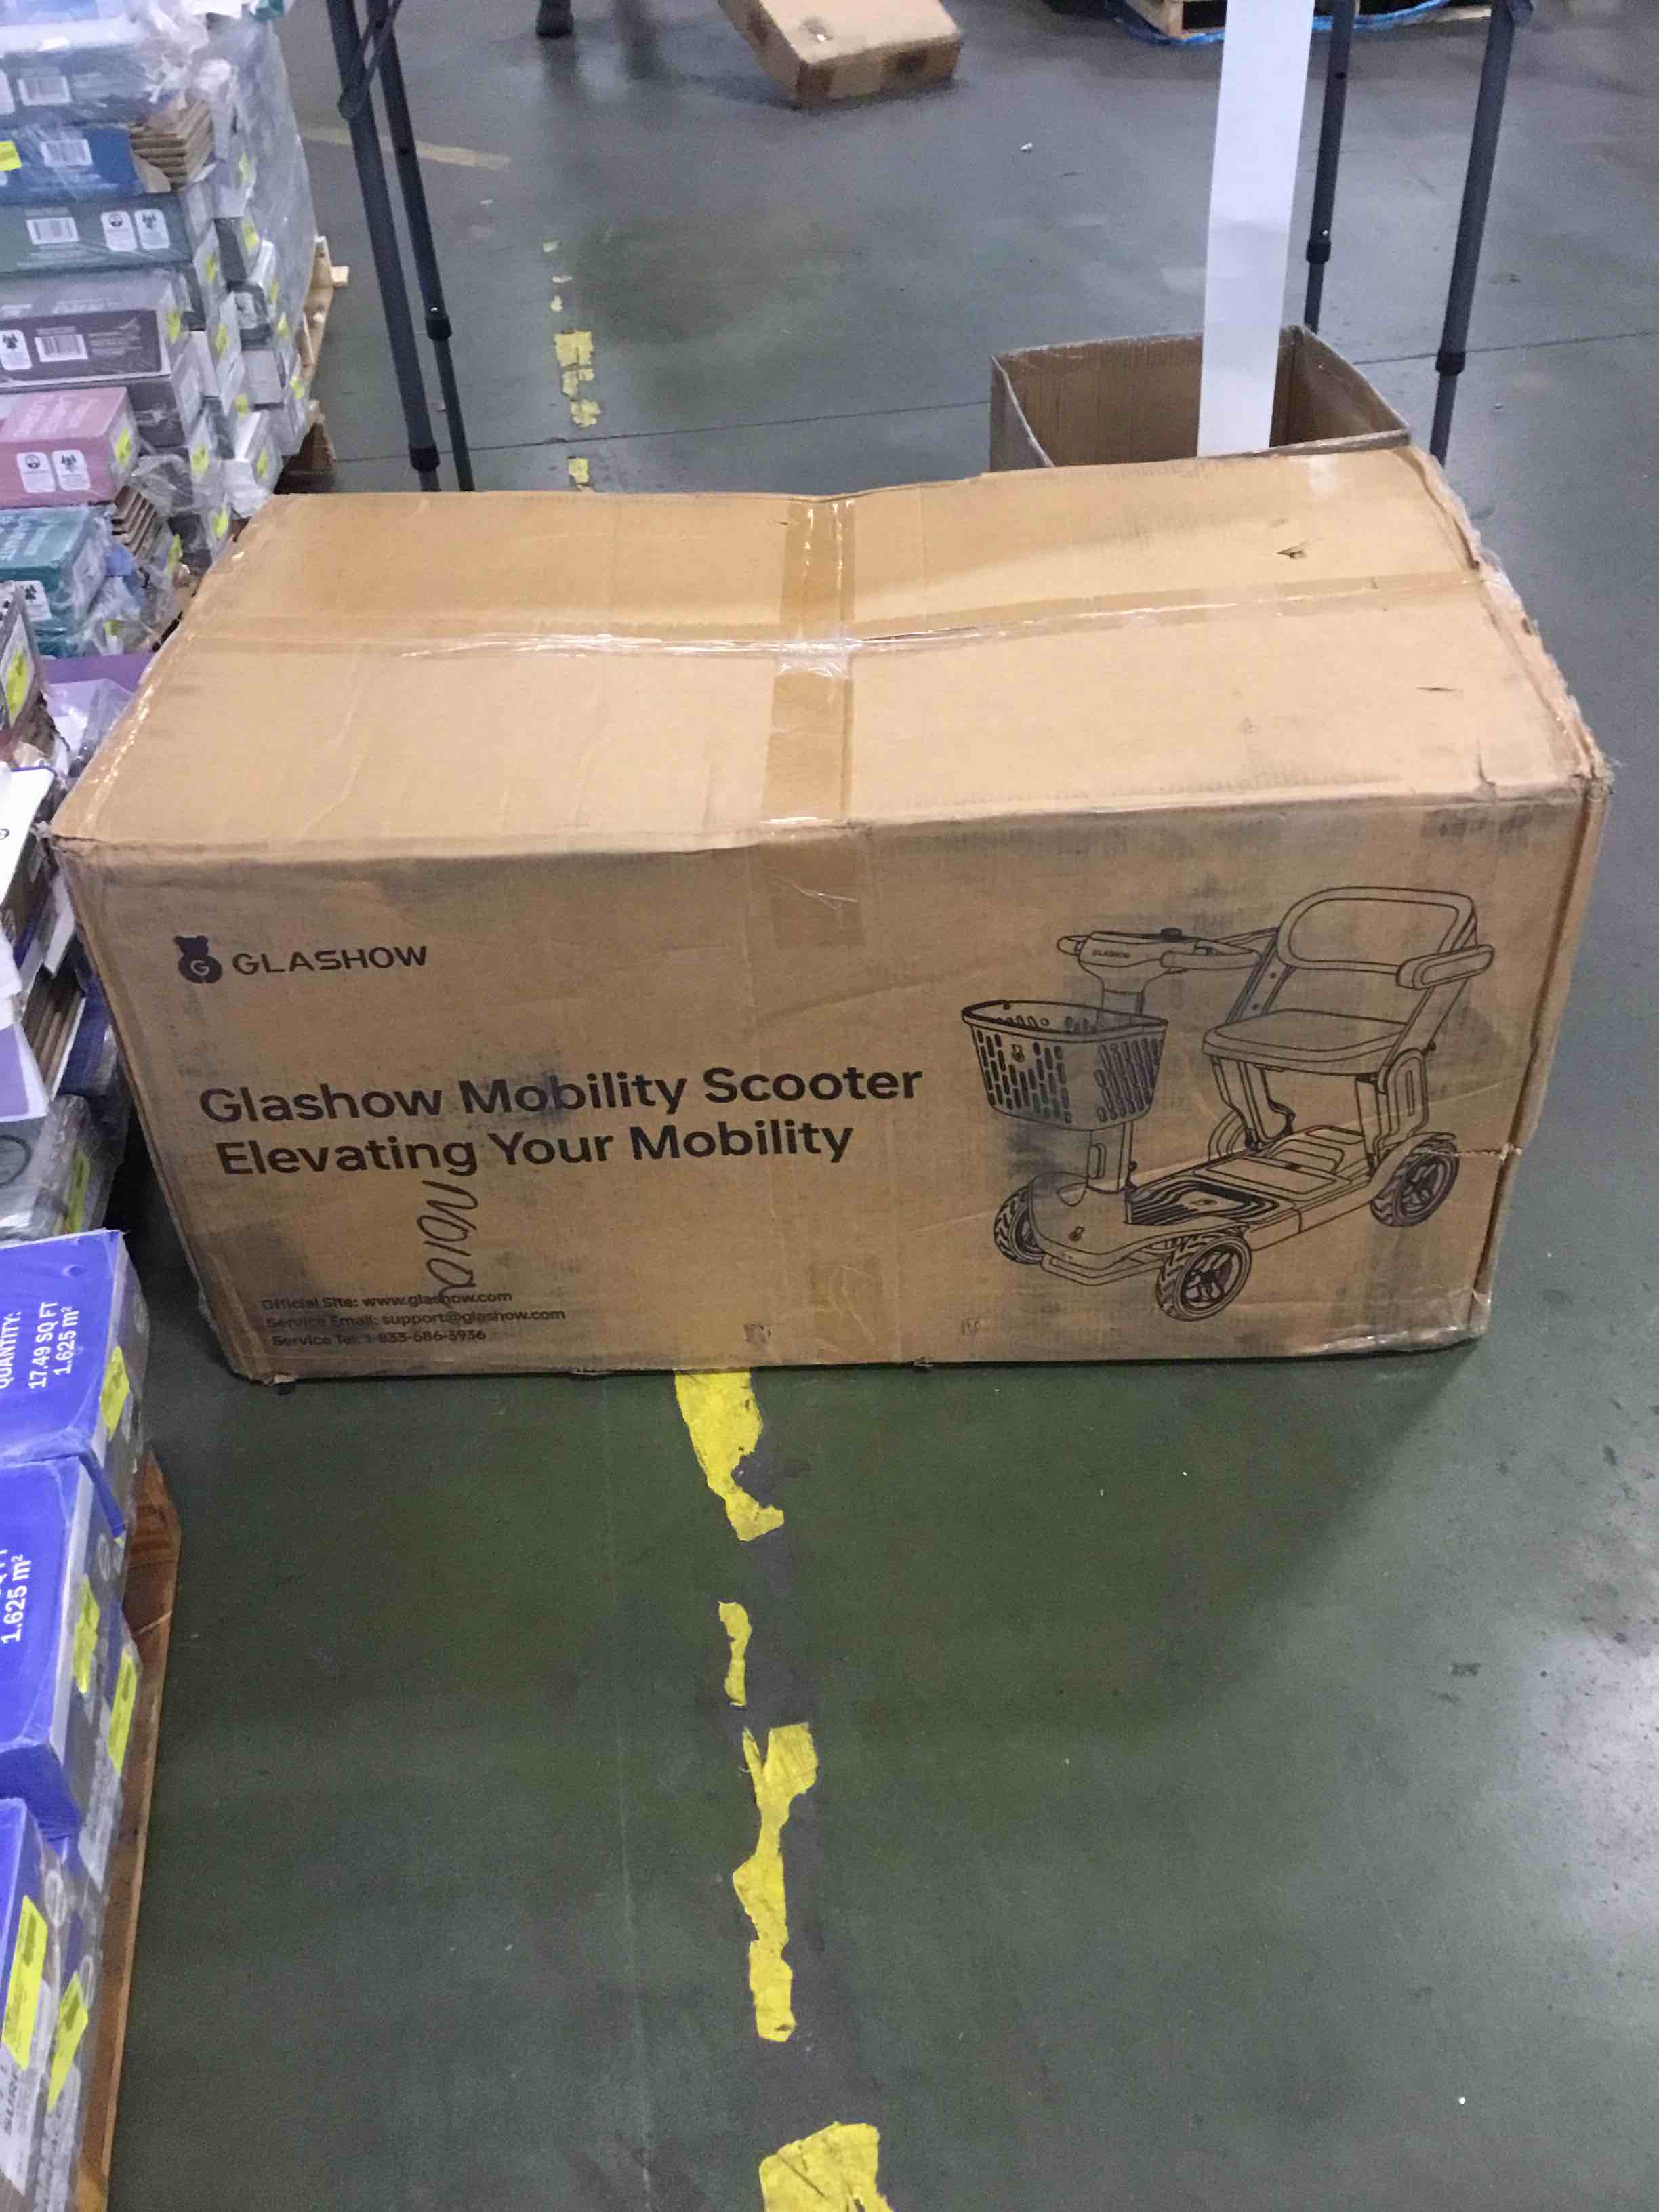 GLASHOW
Glashow Mobility Scooter
Elevating Your Mobility
Official Site: www.glashow.com
Service Email: support@glashow.com
Service Tel: 1-833-686-3936
GLASHOW
QUANTITY:
17.49 SQ FT
1.625 m²
1.625 m²